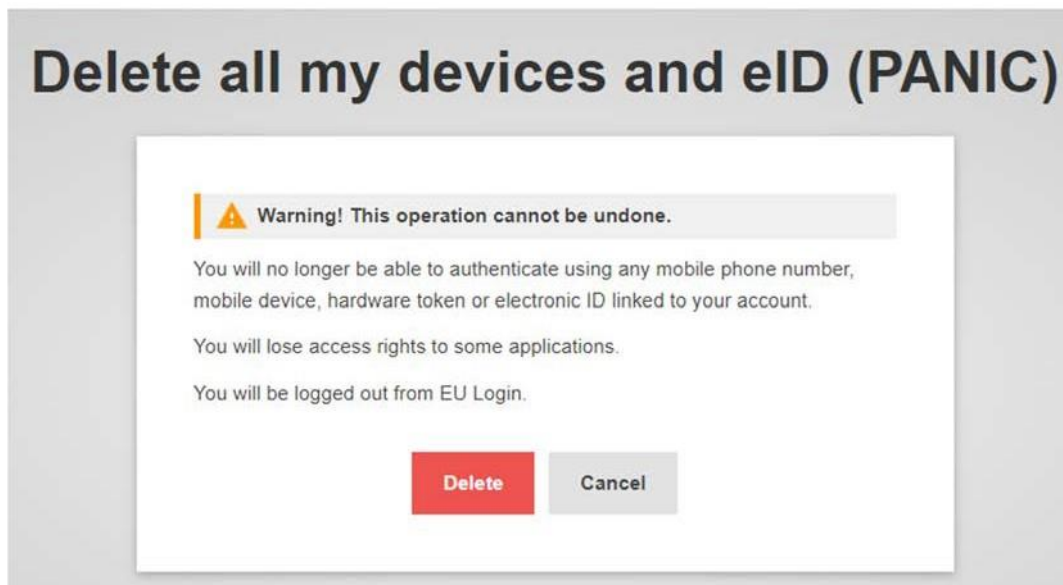 Delete all my devices and eID (PANIC)
Warning! This operation cannot be undone.
You will no longer be able to authenticate using any mobile phone number,
mobile device, hardware token or electronic ID linked to your account.
You will lose access rights to some applications.
You will be logged out from EU Login.
Delete
Cancel